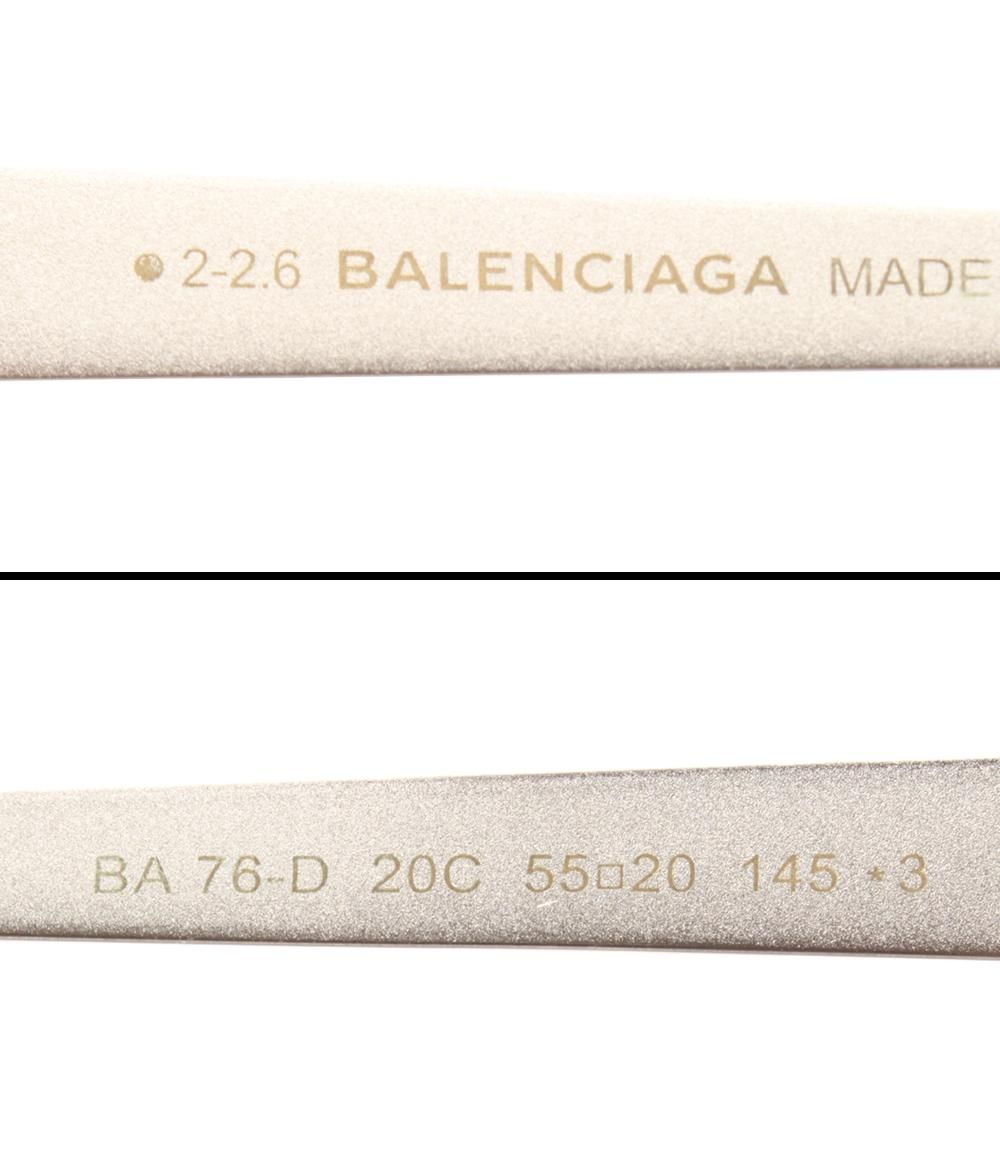 2-2.6 BALENCIAGA MADE
BA 76-D 20C 55□20 145 *3